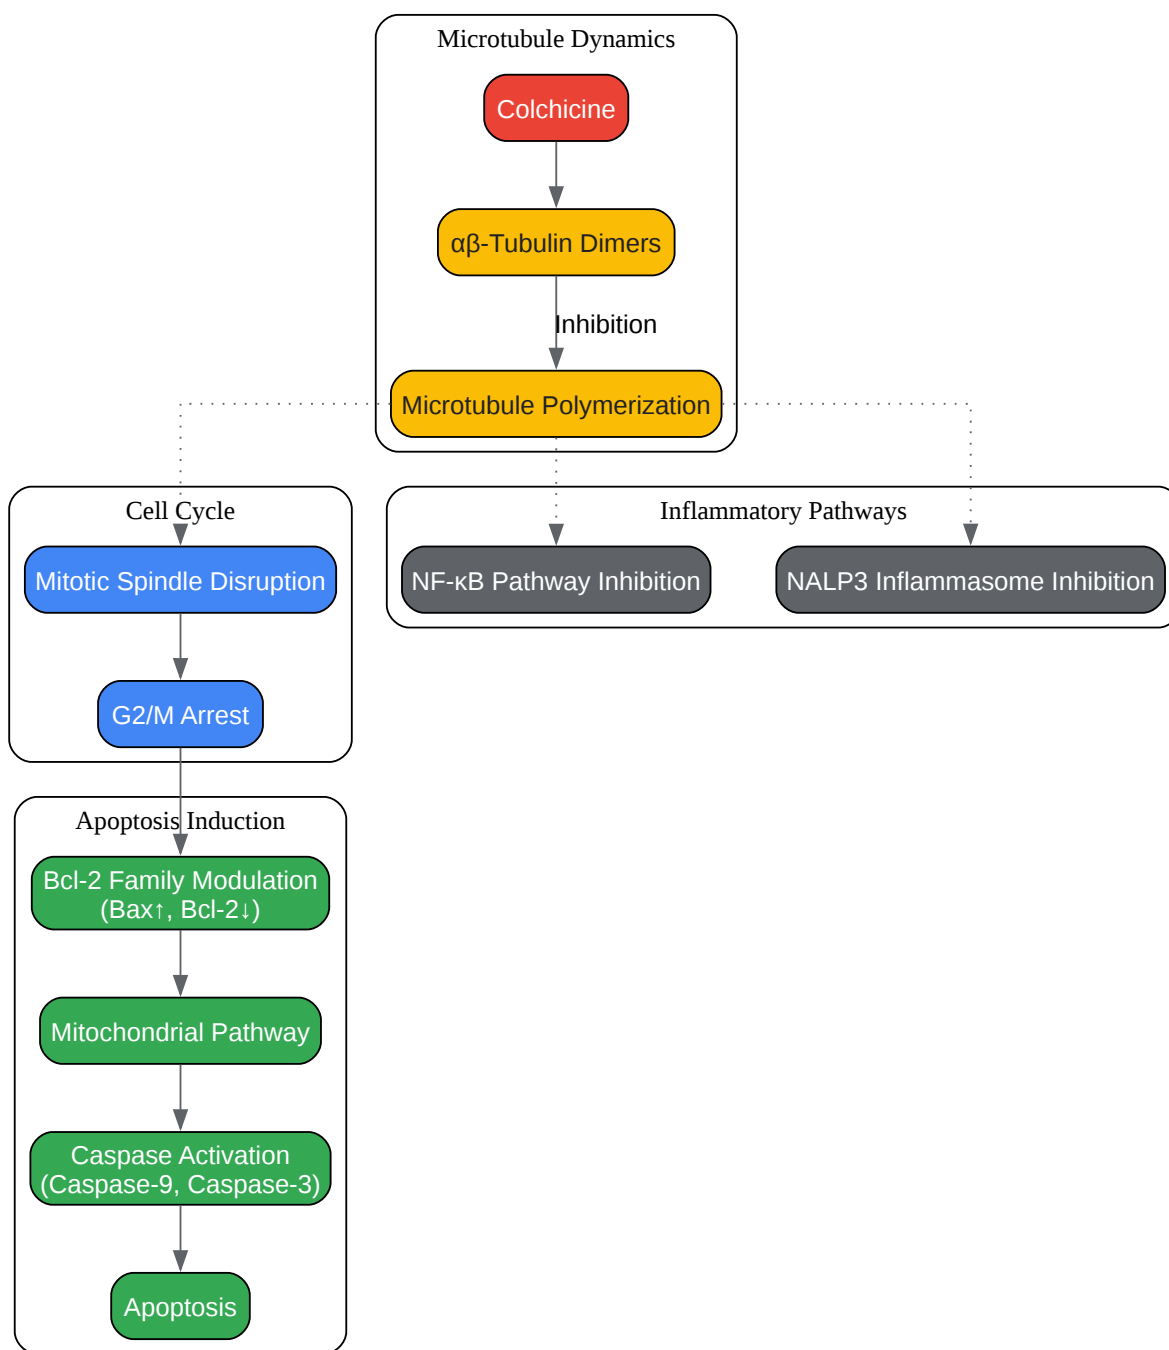 Microtubule Dynamics
Colchicine
αβ-Tubulin Dimers
Inhibition
Microtubule Polymerization
Cell Cycle
Mitotic Spindle Disruption
G2/M Arrest
Inflammatory Pathways
NF-κB Pathway Inhibition
NALP3 Inflammasome Inhibition
Apoptosis Induction
Bcl-2 Family Modulation
(Bax↑, Bcl-2↓)
Mitochondrial Pathway
Caspase Activation
(Caspase-9, Caspase-3)
Apoptosis